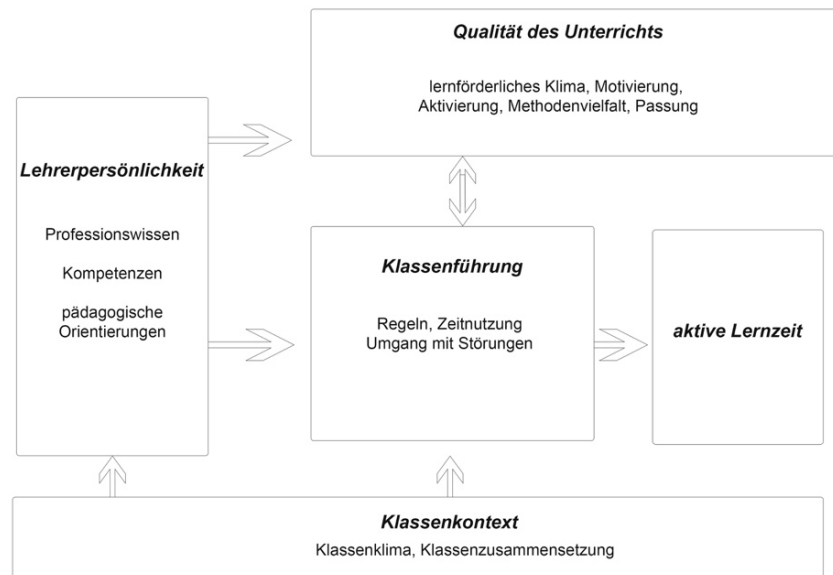 Qualität des Unterrichts
lernförderliches Klima, Motivierung,
Aktivierung, Methodenvielfalt, Passung
Lehrerpersönlichkeit
Professionswissen
Kompetenzen
pädagogische
Orientierungen
Klassenführung
Regeln, Zeitnutzung
Umgang mit Störungen
aktive Lernzeit
Klassenkontext
Klassenklima, Klassenzusammensetzung